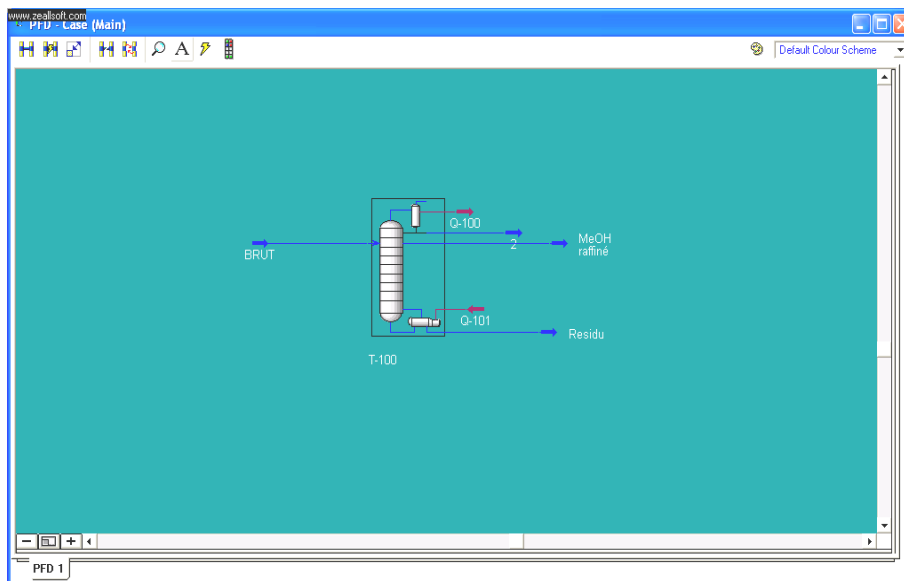 www.zeallsoft.com
PFD - Case (Main)
A
Default Colour Scheme
Q-100
BRUT
2
MeOH
raffiné
Q-101
Residu
T-100
PFD 1